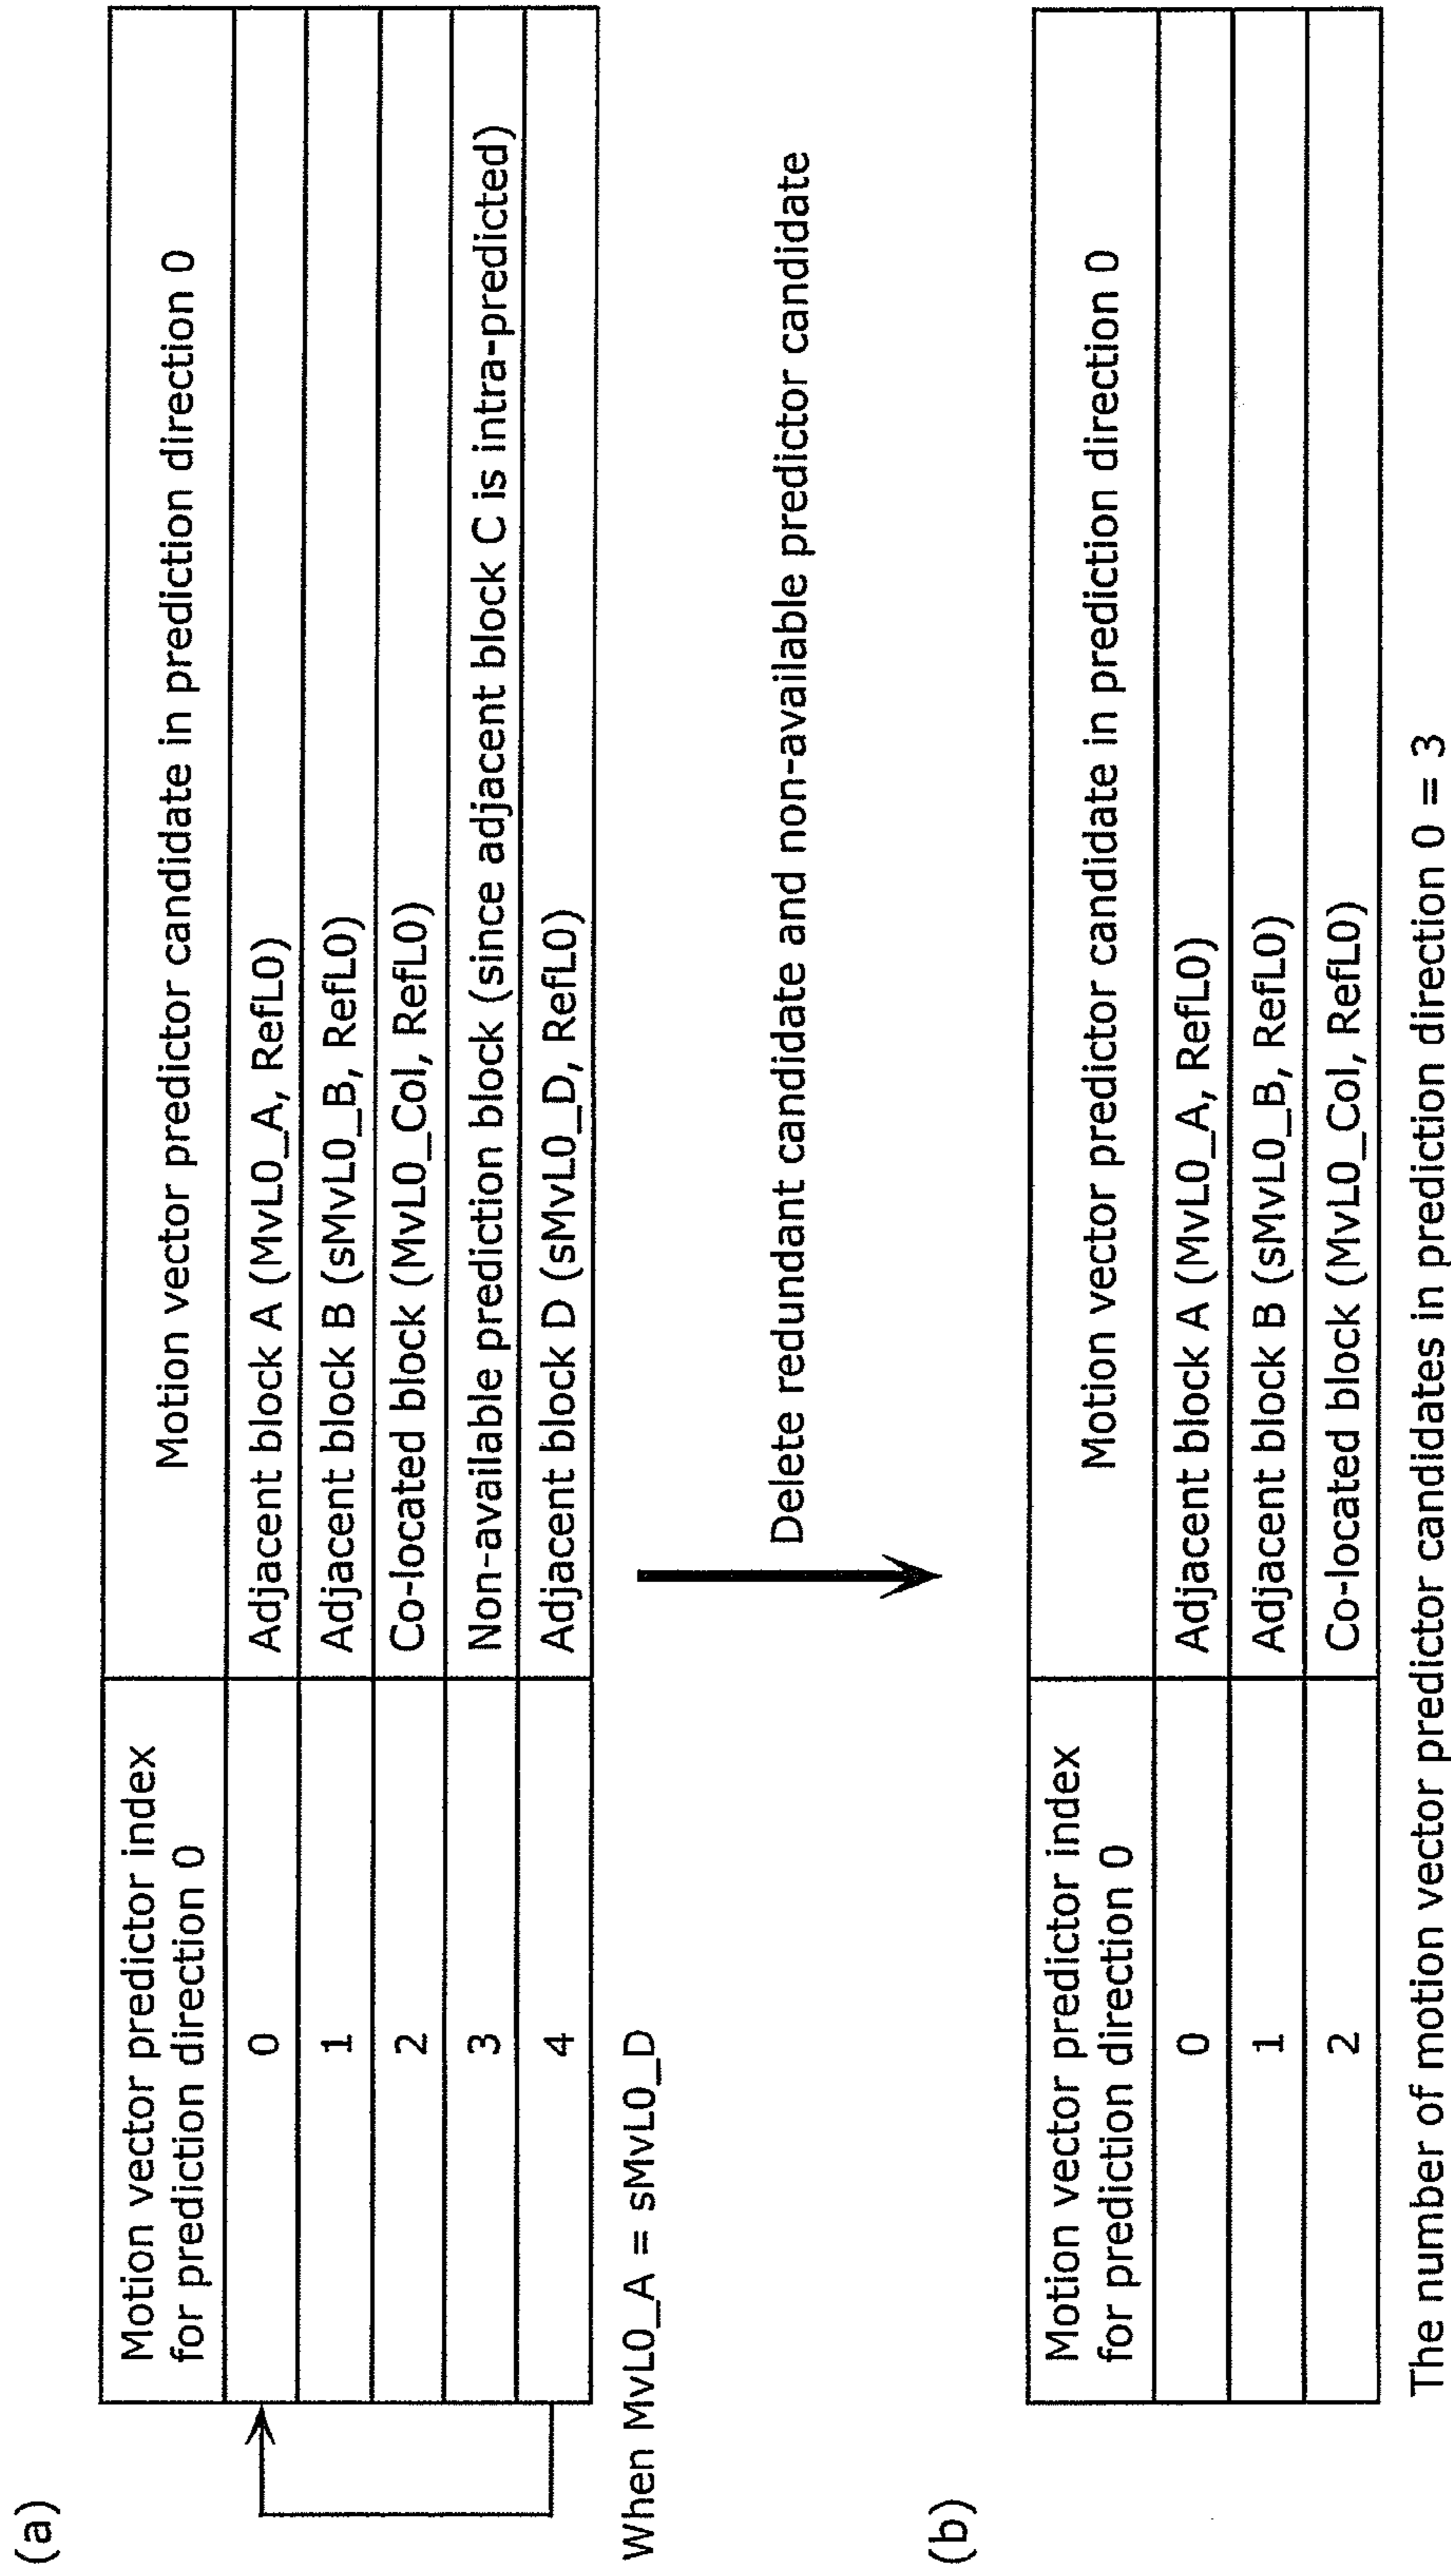 (a)
Motion vector predictor index
for prediction direction 0
Motion vector predictor candidate in prediction direction 0
0
Adjacent block A (MvL0_A, RefL0)
1
Adjacent block B (sMvL0_B, RefL0)
2
Co-located block (MvL0_Col, RefL0)
3
Non-available prediction block (since adjacent block C is intra-predicted)
4
Adjacent block D (sMvL0_D, RefL0)
When MvL0_A = sMvL0_D
Delete redundant candidate and non-available predictor candidate
(b)
Motion vector predictor index
for prediction direction 0
Motion vector predictor candidate in prediction direction 0
0
Adjacent block A (MvL0_A, RefL0)
1
Adjacent block B (sMvL0_B, RefL0)
2
Co-located block (MvL0_Col, RefL0)
The number of motion vector predictor candidates in prediction direction 0 = 3